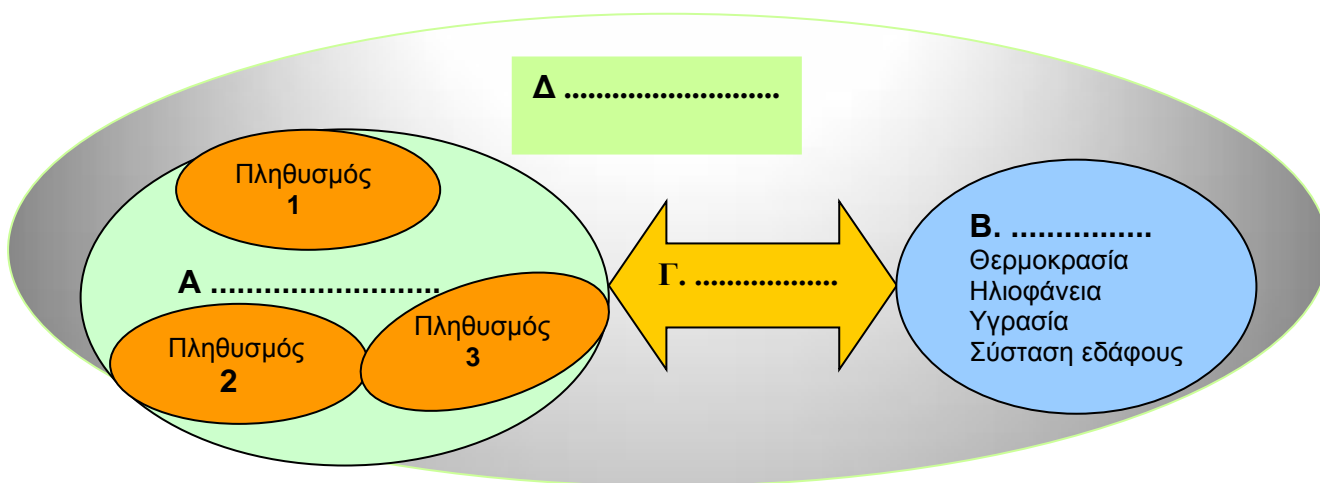 Δ ...........................
Πληθυσμός
1
Α .........................
Πληθυσμός
2
Πληθυσμός
3
Γ. ..................
Β. ................
Θερμοκρασία
Ηλιοφάνεια
Υγρασία
Σύσταση εδάφους